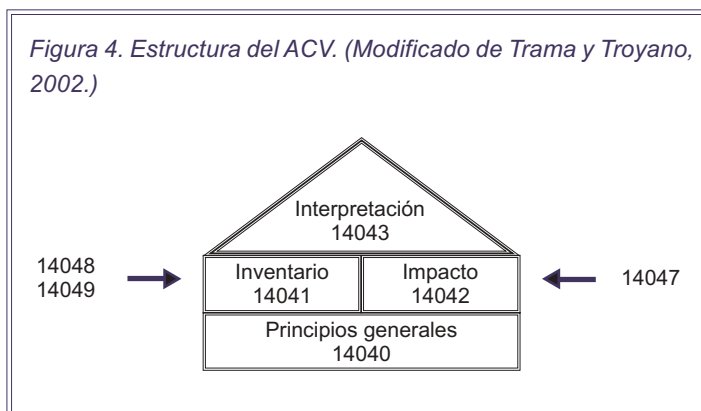 Figura 4. Estructura del ACV. (Modificado de Trama y Troyano,
2002.)
Interpretación
14043
14048
14049
Inventario
14041
Impacto
14042
14047
Principios generales
14040